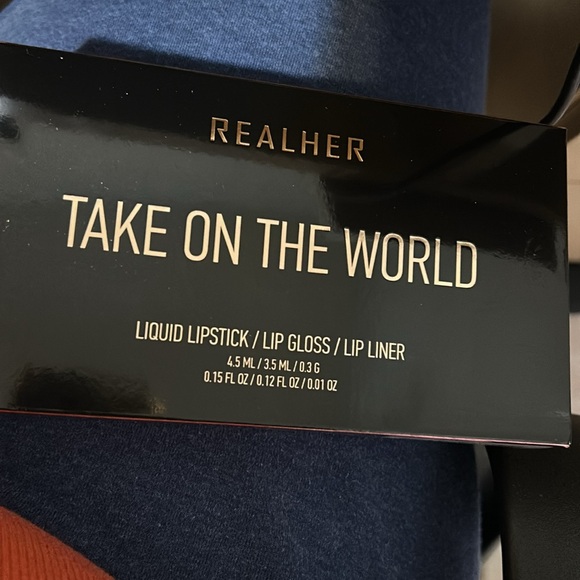 REALHER
TAKE ON THE WORLD
LIQUID LIPSTICK / LIP GLOSS / LIP LINER
4.5 ML / 3.5 ML / 0.3 G
0.15 FL OZ / 0.12 FL OZ / 0.01 OZ